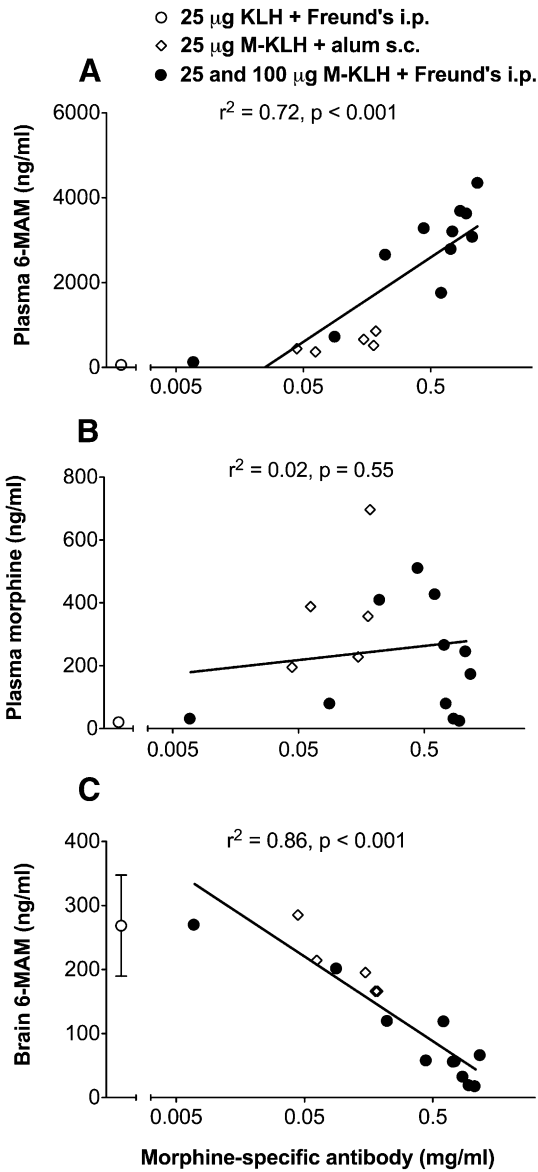 25 μg KLH + Freund's i.p.
25 μg M-KLH + alum s.c.
25 and 100 μg M-KLH + Freund's i.p.
A
r² = 0.72, p < 0.001
Plasma 6-MAM (ng/ml)
6000
4000
2000
0
0.005 0.05 0.5
B
r² = 0.02, p = 0.55
Plasma morphine (ng/ml)
800
600
400
200
0
0.005 0.05 0.5
C
r² = 0.86, p < 0.001
Brain 6-MAM (ng/ml)
400
300
200
100
0
0.005 0.05 0.5
Morphine-specific antibody (mg/ml)